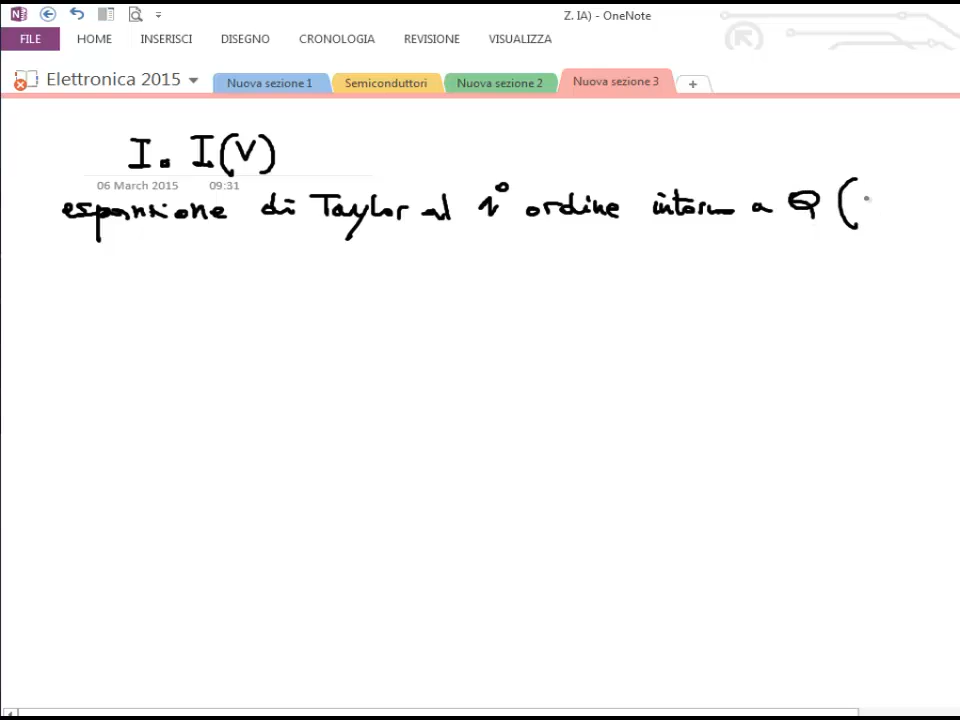 Z. IA) - OneNote
FILE HOME INSERISCI DISEGNO CRONOLOGIA REVISIONE VISUALIZZA
Elettronica 2015 Nuova sezione 1 Semiconduttori Nuova sezione 2 Nuova sezione 3 +
I = I(V)
06 March 2015 09:31
espansione di Taylor al 1° ordine intorno a Q (